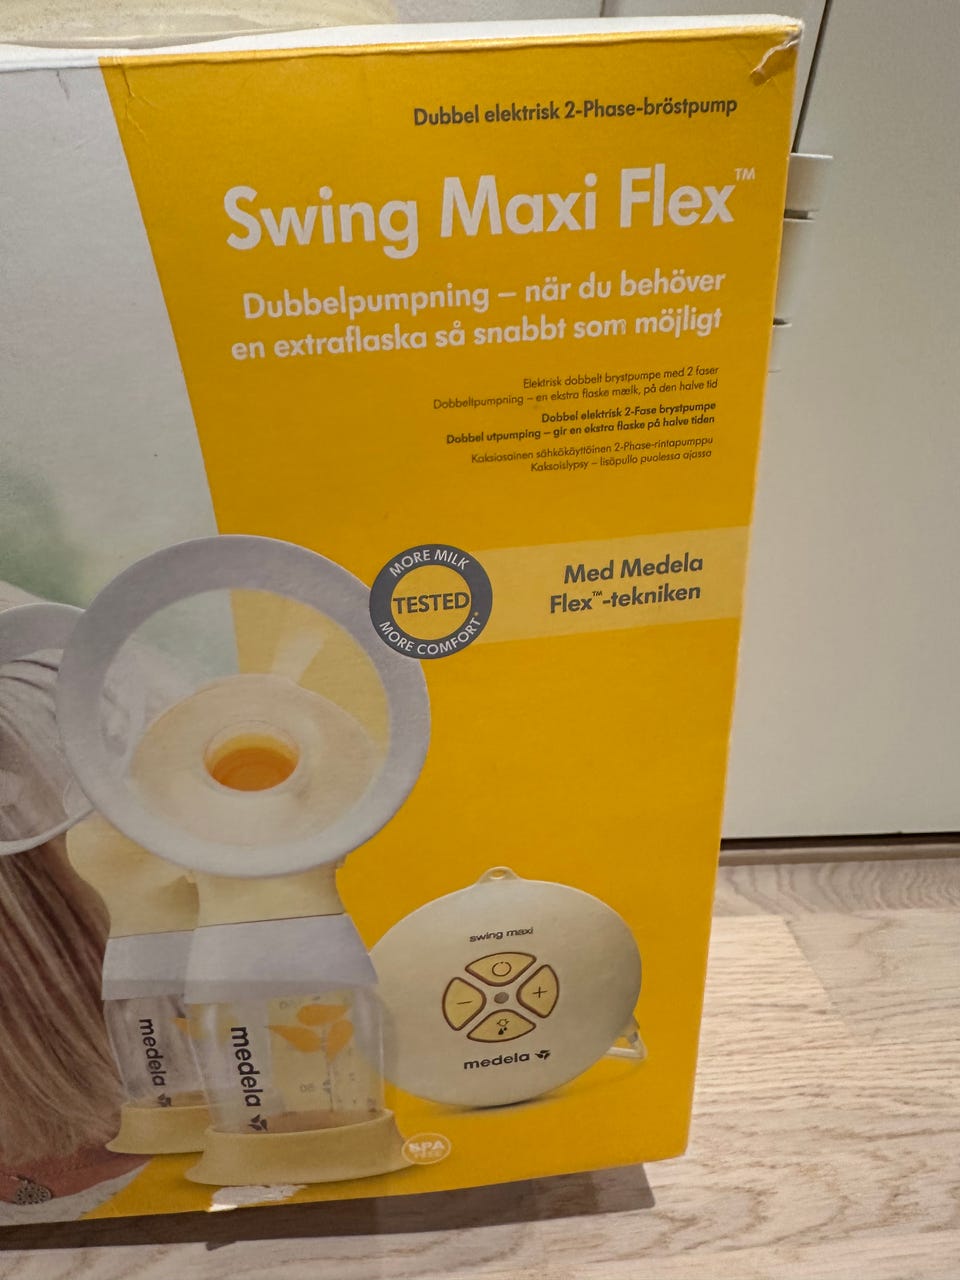 Dubbel elektrisk 2-Phase-bröstpump
Swing Maxi Flex™
Dubbelpumpning – när du behöver
en extraflaska så snabbt som möjligt
Elektrisk dobbelt brystpumpe med 2 faser
Dobbeltpumpning – en ekstra flaske mælk, på den halve tid
Dobbel elektrisk 2-Fase brystpumpe
Dobbel utpumping – gir en ekstra flaske på halve tiden
Kaksiosainen sähkökäyttöinen 2-Phase-rintapumppu
Kaksoislypsy – lisäpullo puolessa ajassa
MORE MILK
TESTED
MORE COMFORT*
Med Medela
Flex™-tekniken
swing maxi
medela
medela
medela